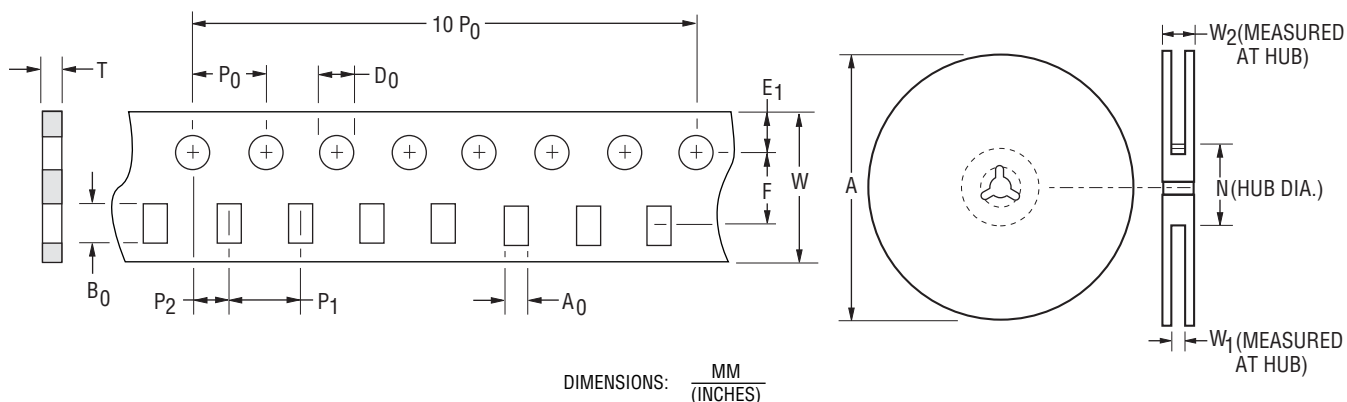 10 P0
W2 (MEASURED
AT HUB)
T
P0
D0
E1
F
W
A
N (HUB DIA.)
B0
P2
P1
A0
W1 (MEASURED
AT HUB)
DIMENSIONS: MM
(INCHES)